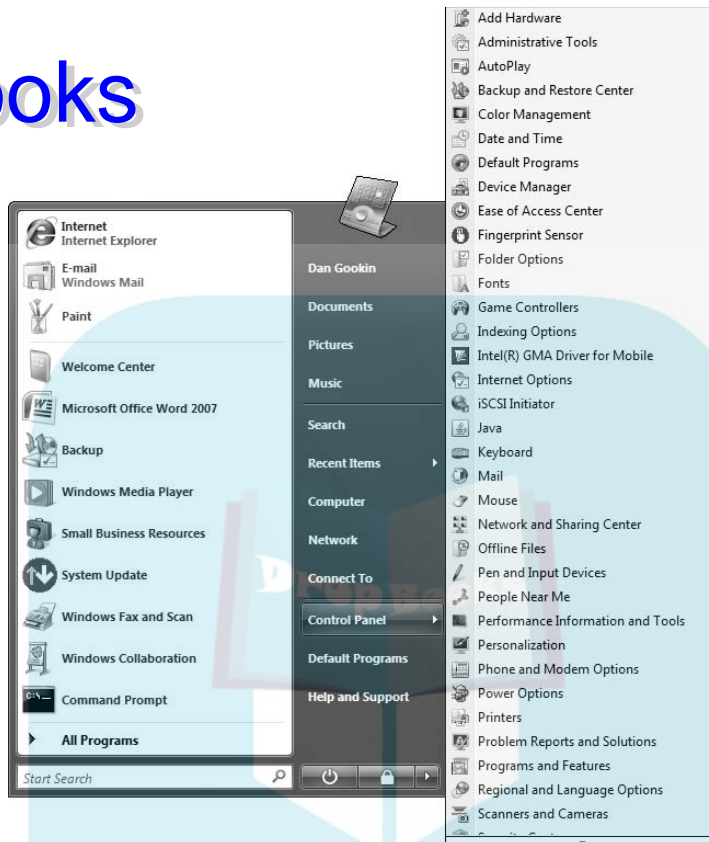 ooks
Internet
Internet Explorer
E-mail
Windows Mail
Paint
Welcome Center
Microsoft Office Word 2007
Backup
Windows Media Player
Small Business Resources
System Update
Windows Fax and Scan
Windows Collaboration
Command Prompt
All Programs
Start Search
Dan Gookin
Documents
Pictures
Music
Search
Recent Items
Computer
Network
Connect To
Control Panel
Default Programs
Help and Support
Add Hardware
Administrative Tools
AutoPlay
Backup and Restore Center
Color Management
Date and Time
Default Programs
Device Manager
Ease of Access Center
Fingerprint Sensor
Folder Options
Fonts
Game Controllers
Indexing Options
Intel(R) GMA Driver for Mobile
Internet Options
iSCSI Initiator
Java
Keyboard
Mail
Mouse
Network and Sharing Center
Offline Files
Pen and Input Devices
People Near Me
Performance Information and Tools
Personalization
Phone and Modem Options
Power Options
Printers
Problem Reports and Solutions
Programs and Features
Regional and Language Options
Scanners and Cameras